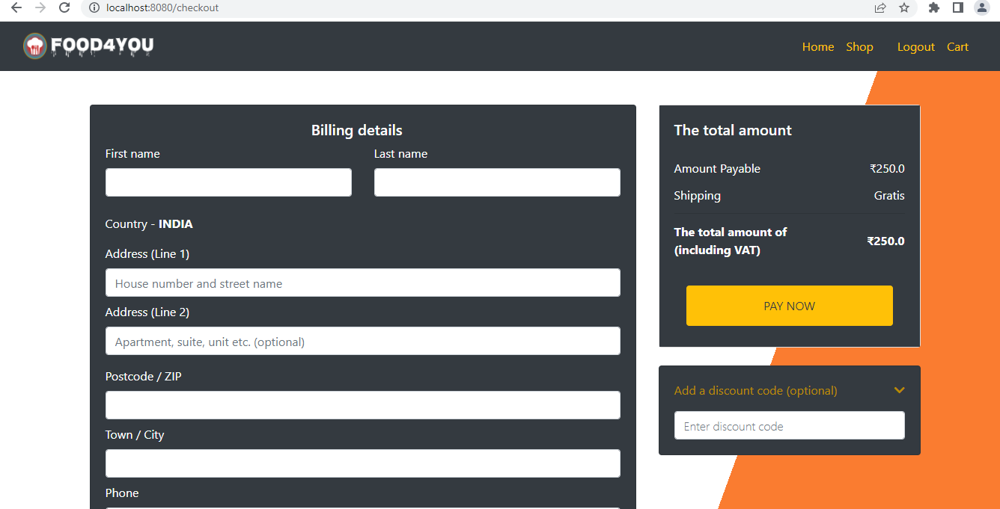 localhost:8080/checkout
FOOD4YOU
Home Shop Logout Cart
Billing details
First name Last name
Country - INDIA
Address (Line 1)
House number and street name
Address (Line 2)
Apartment, suite, unit etc. (optional)
Postcode / ZIP
Town / City
Phone
The total amount
Amount Payable ₹250.0
Shipping Gratis
The total amount of
(including VAT) ₹250.0
PAY NOW
Add a discount code (optional)
Enter discount code